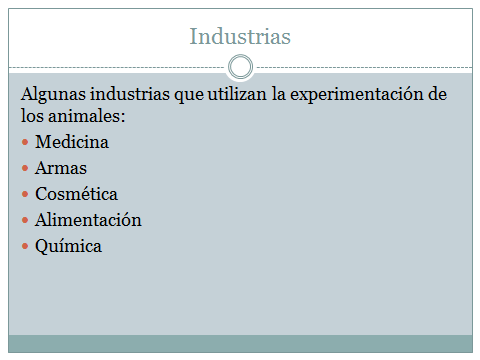 Industrias
Algunas industrias que utilizan la experimentación de
los animales:
• Medicina
• Armas
• Cosmética
• Alimentación
• Química